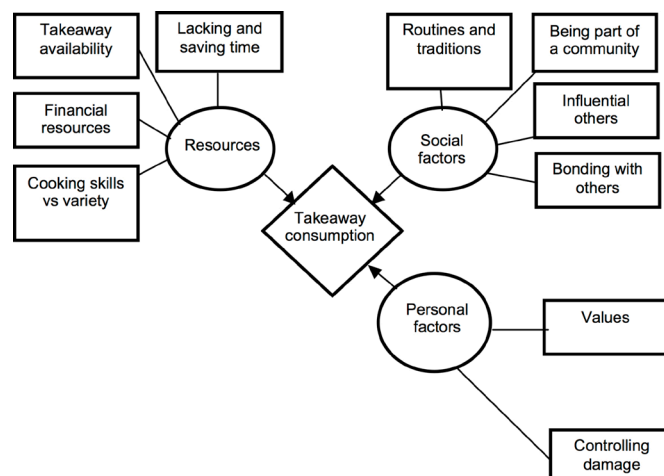 Takeaway
availability
Lacking and
saving time
Routines and
traditions
Being part of
a community
Financial
resources
Resources
Social
factors
Influential
others
Cooking skills
vs variety
Bonding with
others
Takeaway
consumption
Personal
factors
Values
Controlling
damage